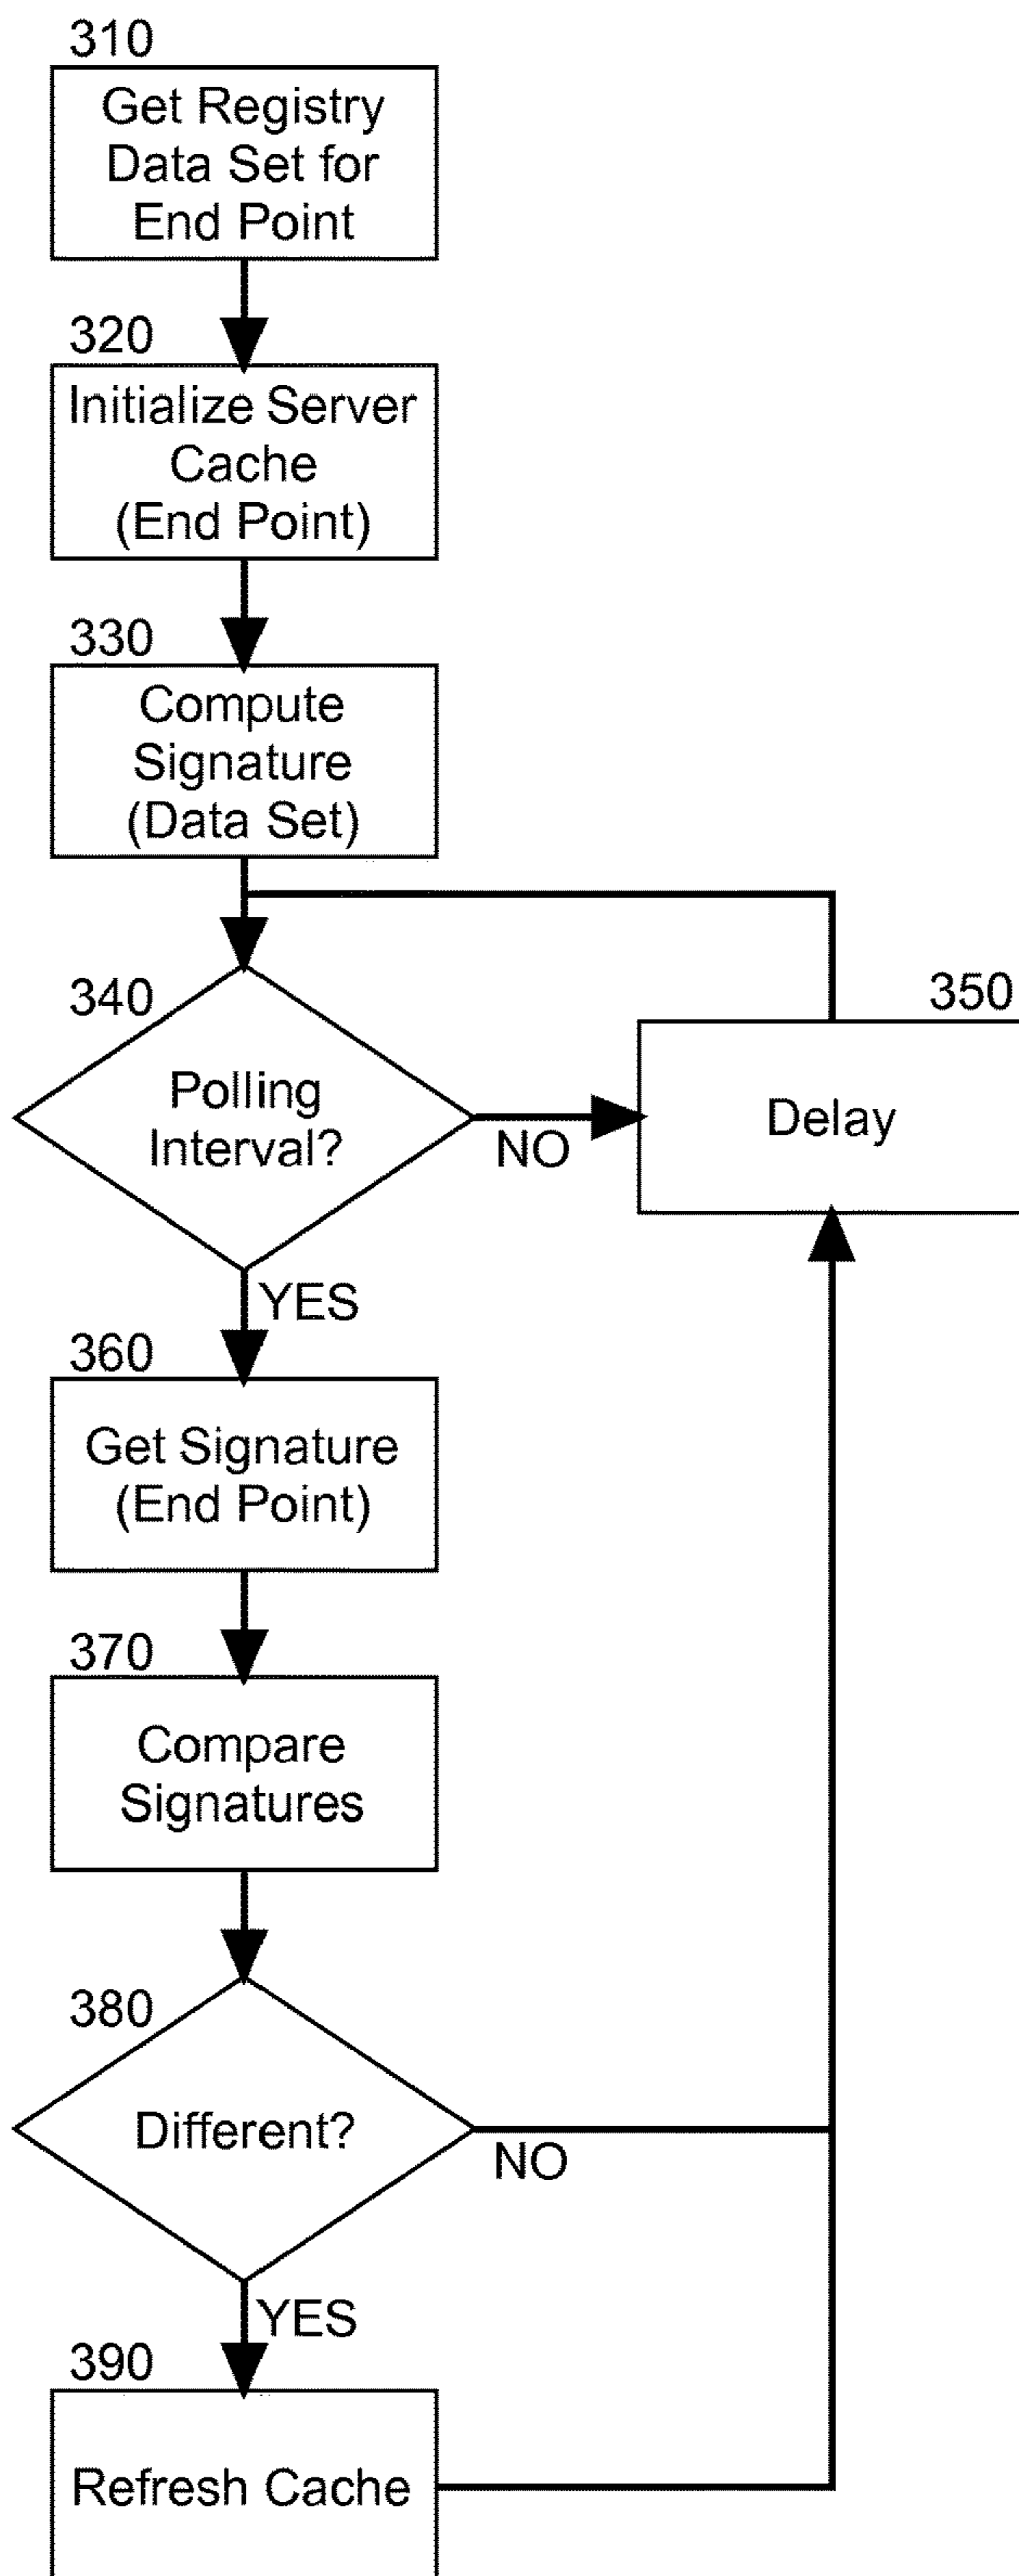 310
Get Registry
Data Set for
End Point
320
Initialize Server
Cache
(End Point)
330
Compute
Signature
(Data Set)
340
Polling
Interval?
NO
350
Delay
YES
360
Get Signature
(End Point)
370
Compare
Signatures
380
Different?
NO
YES
390
Refresh Cache